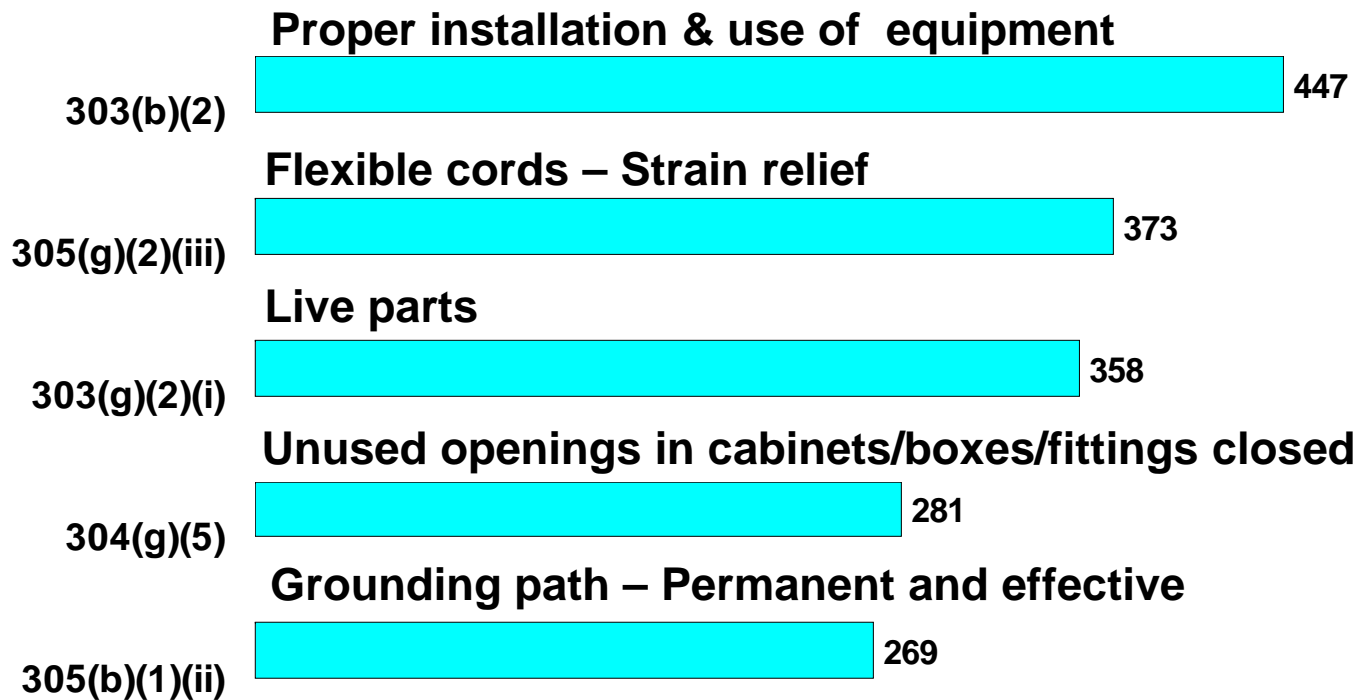 Proper installation & use of equipment
303(b)(2) 447
Flexible cords – Strain relief
305(g)(2)(iii) 373
Live parts
303(g)(2)(i) 358
Unused openings in cabinets/boxes/fittings closed
304(g)(5) 281
Grounding path – Permanent and effective
305(b)(1)(ii) 269